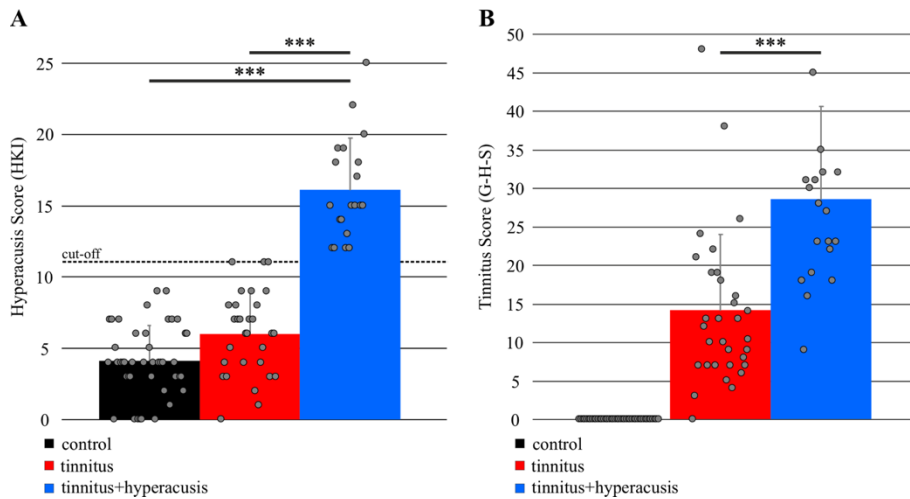 A
***
***
Hyperacusis Score (HKI)
25
20
15
10
5
0
cut-off
control
tinnitus
tinnitus+hyperacusis
B
***
Tinnitus Score (G-H-S)
50
45
40
35
30
25
20
15
10
5
0
control
tinnitus
tinnitus+hyperacusis